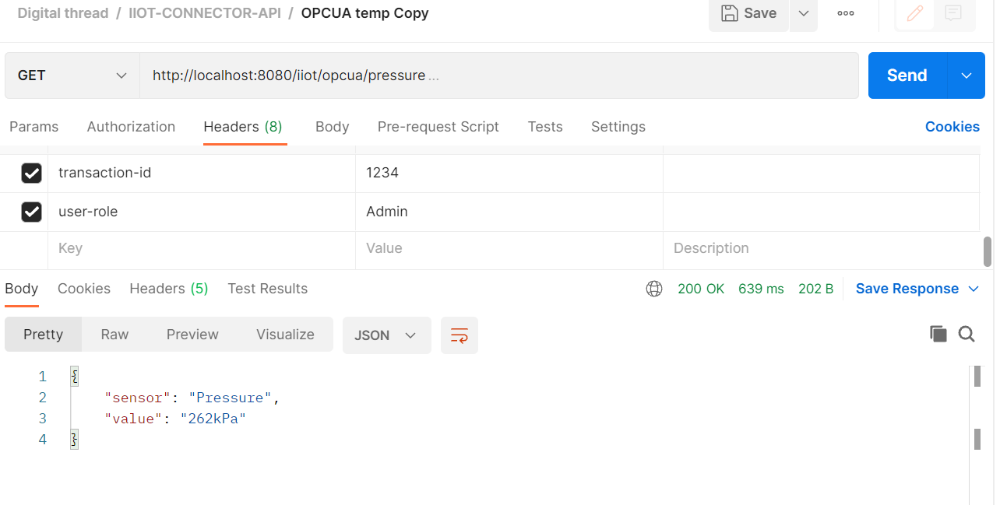 Digital thread / IIOT-CONNECTOR-API / OPCUA temp Copy
Save
GET
http://localhost:8080/iiot/opcua/pressure ...
Send
Params Authorization Headers (8) Body Pre-request Script Tests Settings Cookies
transaction-id 1234
user-role Admin
Key Value Description
Body Cookies Headers (5) Test Results 200 OK 639 ms 202 B Save Response
Pretty Raw Preview Visualize JSON
1 {
2 "sensor": "Pressure",
3 "value": "262kPa"
4 }